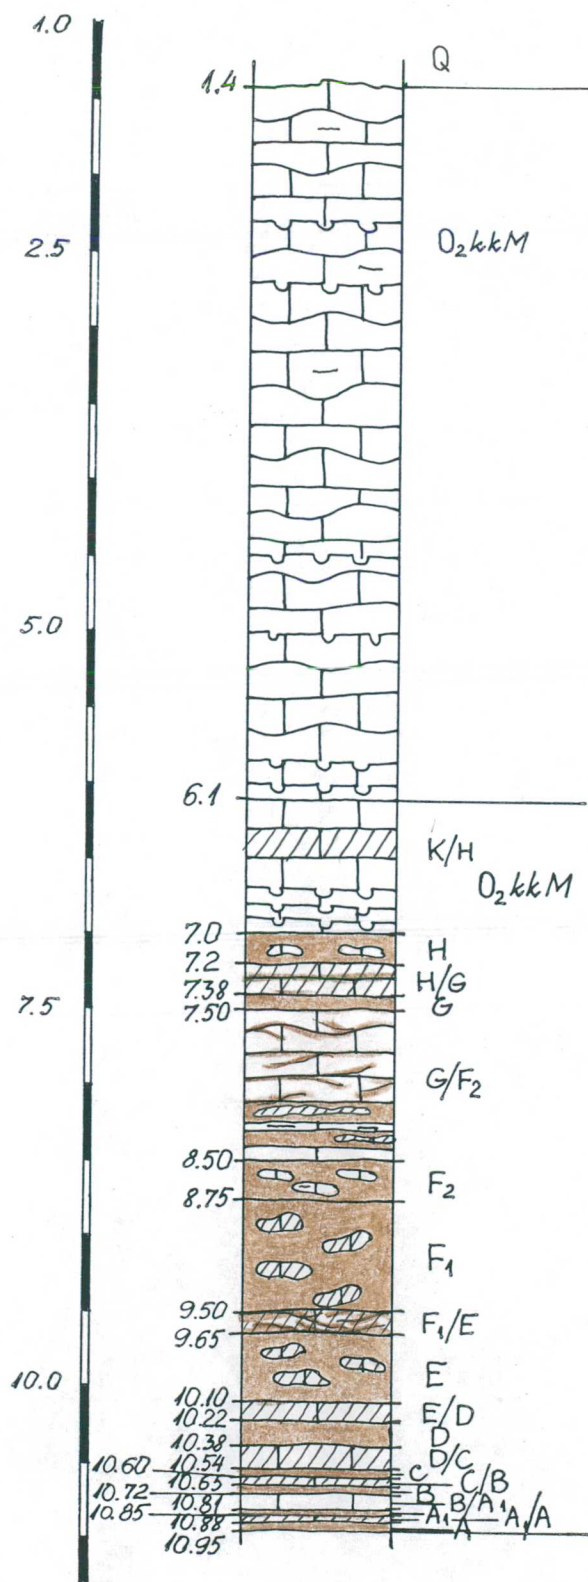 1.0
Q
1.4
2.5
O₂kkM
5.0
6.1
K/H
O₂kkM
7.0
H
7.2
H/G
7.38
7.5
7.50
G
G/F₂
8.50
F₂
8.75
F₁
9.50
F₁/E
9.65
10.0
E
10.10
E/D
10.22
D
10.38
D/C
10.54
10.60
C
C/B
10.65
10.72
B
B/A₁
10.81
10.85
A₁
A₁/A
10.88
A
10.95